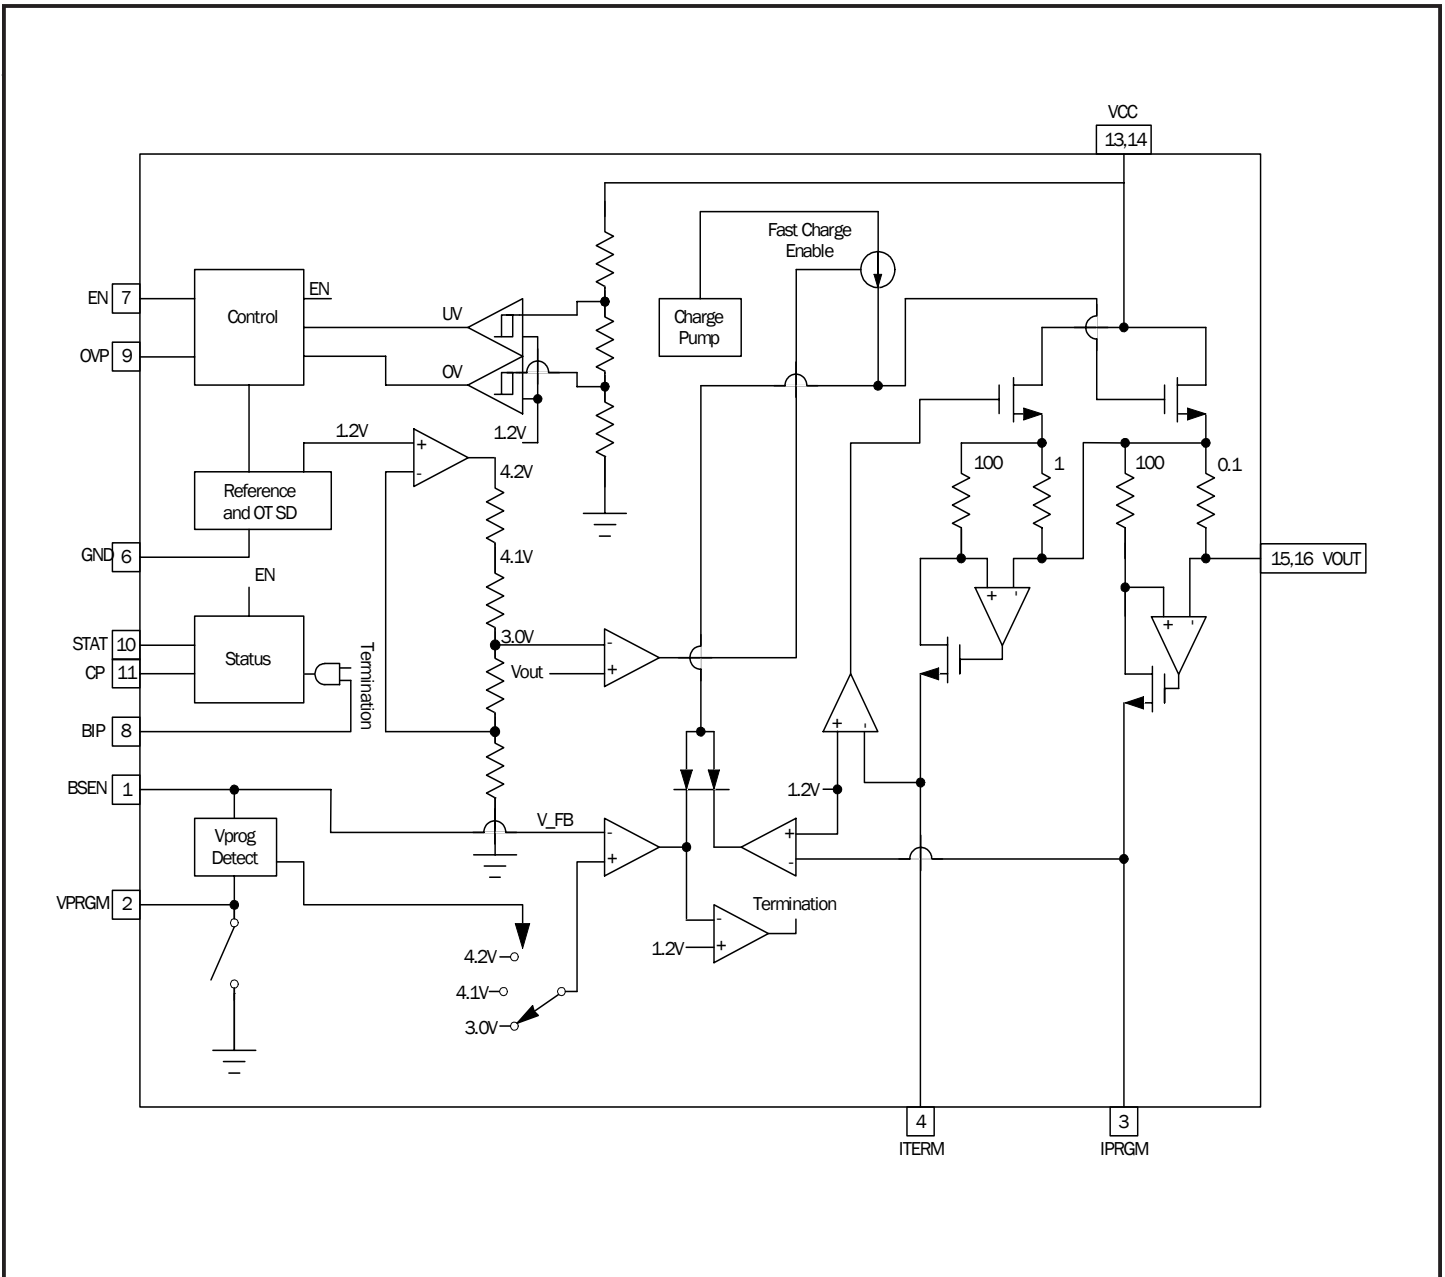 VCC
13,14
Fast Charge
Enable
EN 7
EN
Control
UV
Charge
Pump
OVP 9
OV
1.2V
1.2V
+
-
4.2V
100
1
100
0.1
Reference
and OT SD
GND 6
4.1V
15,16 VOUT
EN
+
-
+
-
STAT 10
CP 11
Status
Termination
3.0V
-
Vout
+
BIP 8
+
-
BSEN 1
1.2V
V_FB
-
+
+
-
Vprog
Detect
VPRGM 2
Termination
-
1.2V
+
4.2V
4.1V
3.0V
4
3
ITERM
IPRGM